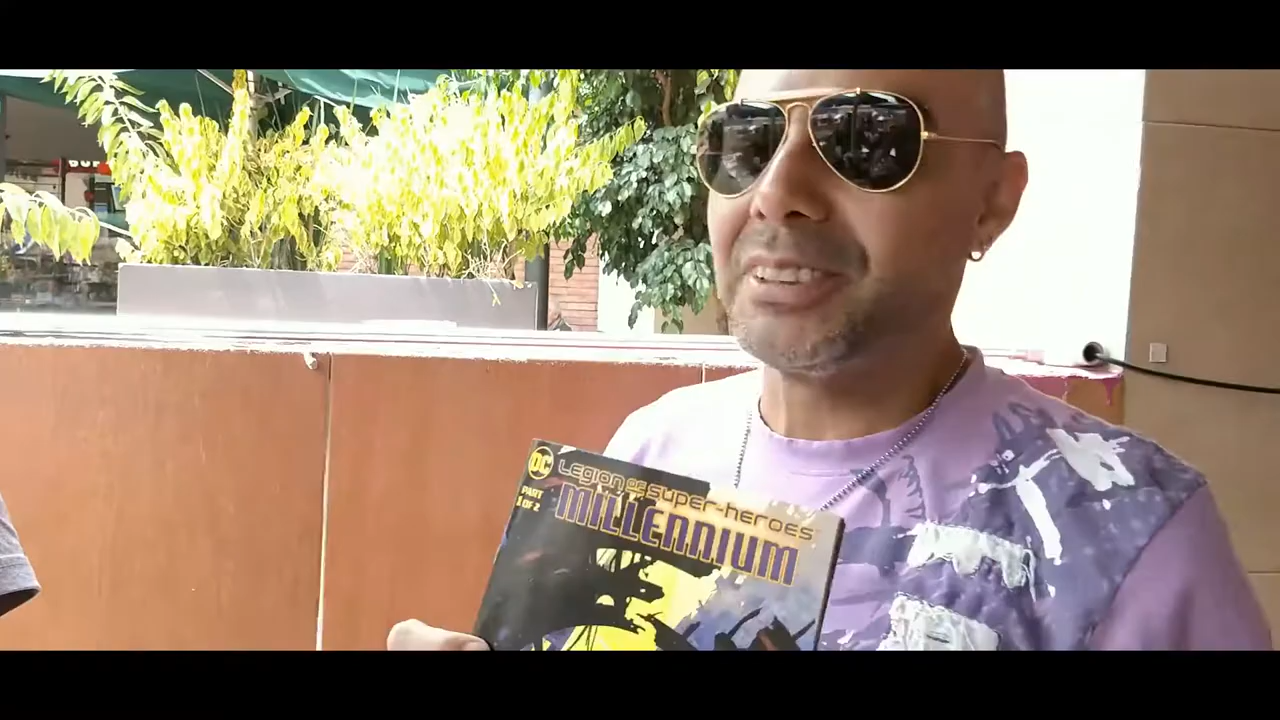 DC
LEGION OF SUPER-HEROES
PART
1 OF 2
MILLENNIUM